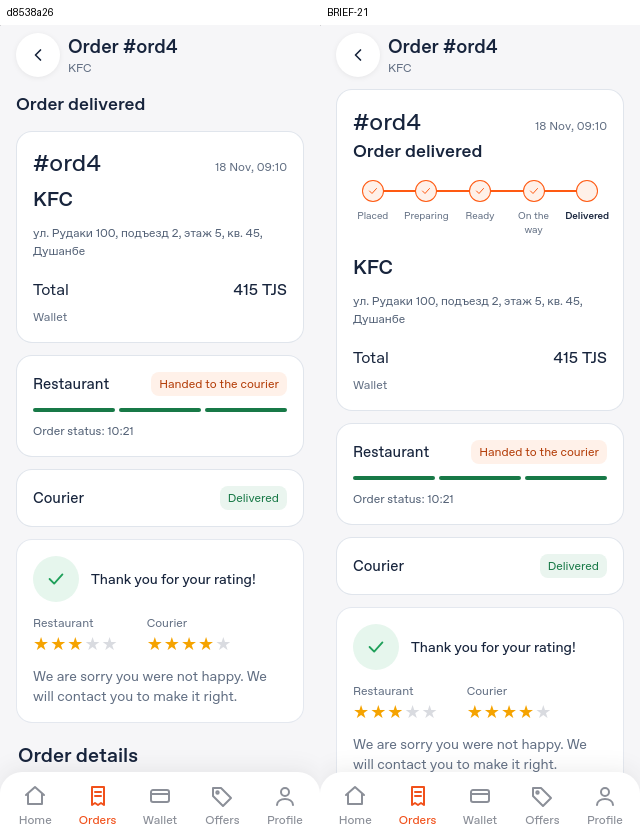 d8538a26
Order #ord4
KFC
Order delivered
#ord4
18 Nov, 09:10
KFC
ул. Рудаки 100, подъезд 2, этаж 5, кв. 45,
Душанбе
Total
415 TJS
Wallet
Restaurant
Handed to the courier
Order status: 10:21
Courier
Delivered
Thank you for your rating!
Restaurant
Courier
We are sorry you were not happy. We
will contact you to make it right.
Order details
Home
Orders
Wallet
Offers
Profile
BRIEF-21
Order #ord4
KFC
#ord4
18 Nov, 09:10
Order delivered
Placed
Preparing
Ready
On the
way
Delivered
KFC
ул. Рудаки 100, подъезд 2, этаж 5, кв. 45,
Душанбе
Total
415 TJS
Wallet
Restaurant
Handed to the courier
Order status: 10:21
Courier
Delivered
Thank you for your rating!
Restaurant
Courier
We are sorry you were not happy. We
will contact you to make it right.
Home
Orders
Wallet
Offers
Profile